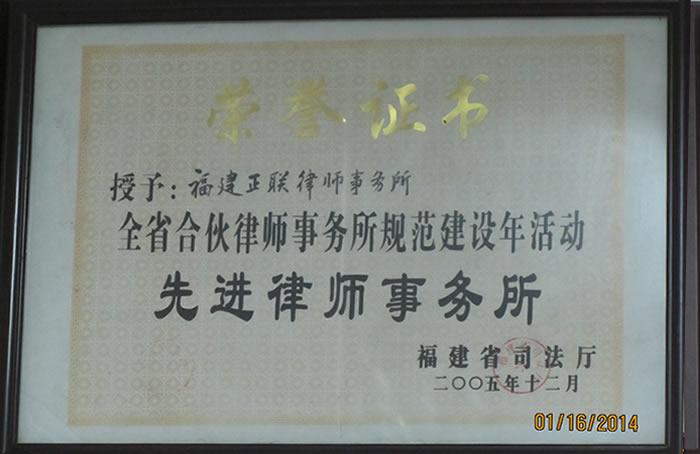 荣誉证书
授予：福建正联律师事务所
全省合伙律师事务所规范建设年活动
先进律师事务所
福建省司法厅
二〇〇五年十二月
01/16/2014